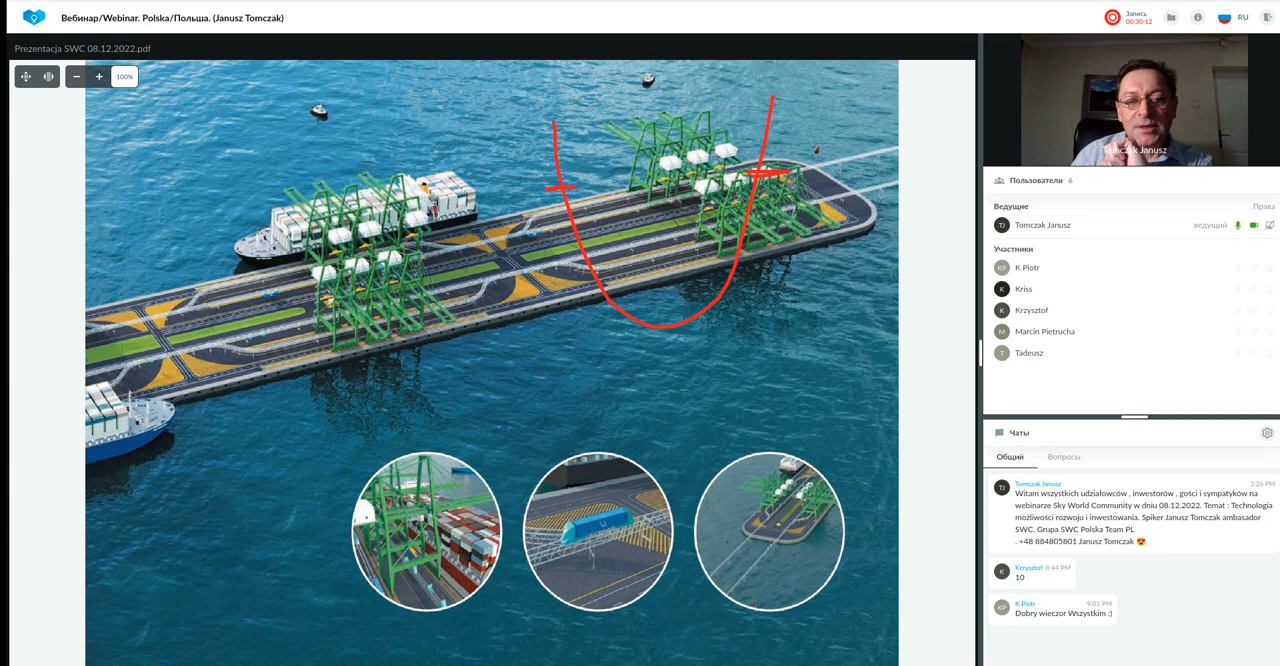 Вебинар/Webinar. Polska/Польша. (Janusz Tomczak)
Запись
00:30:12
RU
Prezentacja SWC 08.12.2022.pdf
100%
Tomczak Janusz
Пользователи 6
Ведущие Права
TJ Tomczak Janusz ведущий
Участники
KP K Piotr
K Kriss
K Krzysztof
M Marcin Pietrucha
T Tadeusz
Чаты
Общий Вопросы
TJ Tomczak Janusz 3:26 PM
Witam wszystkich udziałowców , inwestorów , gości i sympatyków na
webinarze Sky World Community w dniu 08.12.2022. Temat : Technologia
możliwości rozwoju i inwestowania. Spiker Janusz Tomczak ambasador
SWC. Grupa SWC Polska Team PL
. +48 884805801 Janusz Tomczak 😍
K Krzysztof 8:44 PM
10
KP K Piotr 9:01 PM
Dobry wieczor Wszystkim :)